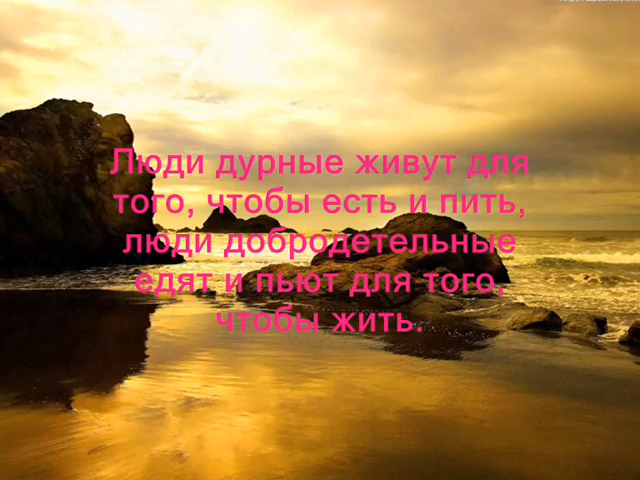 Люди дурные живут для
того, чтобы есть и пить,
люди добродетельные
едят и пьют для того,
чтобы жить.